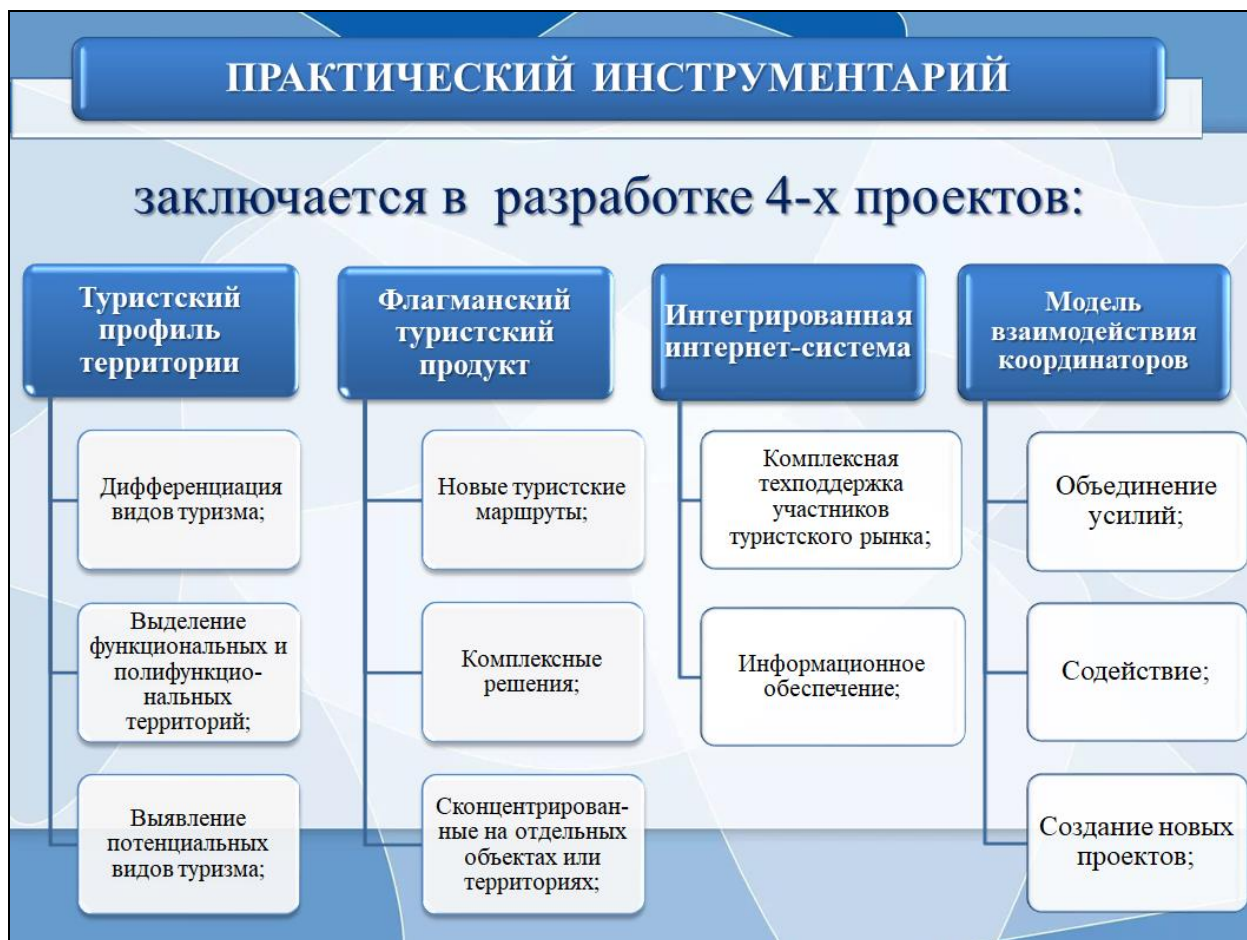 ПРАКТИЧЕСКИЙ ИНСТРУМЕНТАРИЙ
заключается в разработке 4-х проектов:
Туристский
профиль
территории
Дифференциация
видов туризма;
Выделение
функциональных и
полифункцио-
нальных
территорий;
Выявление
потенциальных
видов туризма;
Флагманский
туристский
продукт
Новые туристские
маршруты;
Комплексные
решения;
Сконцентрирован-
ные на отдельных
объектах или
территориях;
Интегрированная
интернет-система
Комплексная
техподдержка
участников
туристского рынка;
Информационное
обеспечение;
Модель
взаимодействия
координаторов
Объединение
усилий;
Содействие;
Создание новых
проектов;